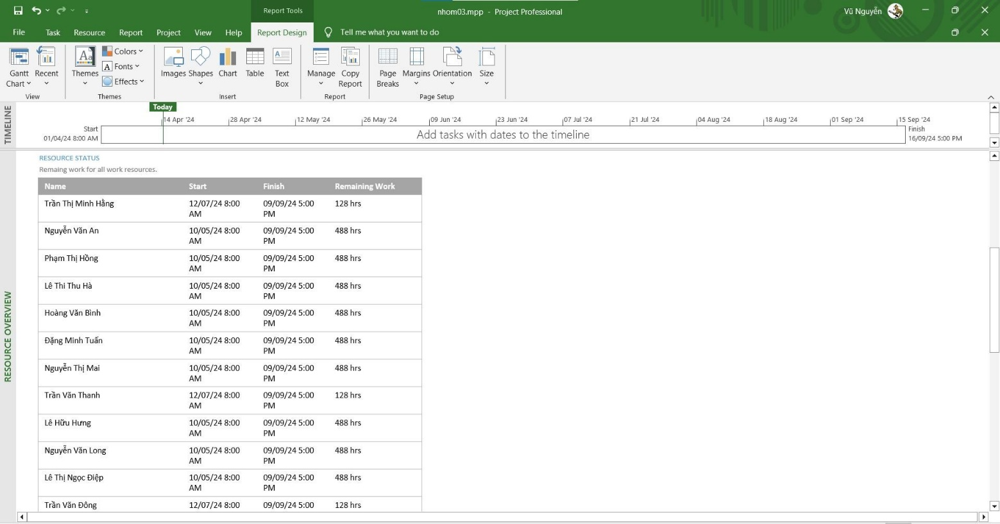 Report Tools
nhom03.mpp - Project Professional
Vũ Nguyễn
File Task Resource Report Project View Help Report Design Tell me what you want to do
Gantt Chart
Recent
View
Themes
Colors
Fonts
Effects
Themes
Images
Shapes
Chart
Table
Text Box
Insert
Manage
Copy Report
Report
Page Breaks
Margins
Orientation
Size
Page Setup
TIMELINE
Today
14 Apr '24 28 Apr '24 12 May '24 26 May '24 09 Jun '24 23 Jun '24 07 Jul '24 21 Jul '24 04 Aug '24 18 Aug '24 01 Sep '24 15 Sep '24
Start
01/04/24 8:00 AM
Add tasks with dates to the timeline
Finish
16/09/24 5:00 PM
RESOURCE OVERVIEW
RESOURCE STATUS
Remaing work for all work resources.
Name Start Finish Remaining Work
Trần Thị Minh Hằng 12/07/24 8:00 AM 09/09/24 5:00 PM 128 hrs
Nguyễn Văn An 10/05/24 8:00 AM 09/09/24 5:00 PM 488 hrs
Phạm Thị Hồng 10/05/24 8:00 AM 09/09/24 5:00 PM 488 hrs
Lê Thi Thu Hà 10/05/24 8:00 AM 09/09/24 5:00 PM 488 hrs
Hoàng Văn Bình 10/05/24 8:00 AM 09/09/24 5:00 PM 488 hrs
Đặng Minh Tuấn 10/05/24 8:00 AM 09/09/24 5:00 PM 488 hrs
Nguyễn Thị Mai 10/05/24 8:00 AM 09/09/24 5:00 PM 488 hrs
Trần Văn Thanh 12/07/24 8:00 AM 09/09/24 5:00 PM 128 hrs
Lê Hữu Hưng 10/05/24 8:00 AM 09/09/24 5:00 PM 488 hrs
Nguyễn Văn Long 10/05/24 8:00 AM 09/09/24 5:00 PM 488 hrs
Lê Thị Ngọc Điệp 10/05/24 8:00 AM 09/09/24 5:00 PM 488 hrs
Trần Văn Đông 12/07/24 8:00 09/09/24 5:00 128 hrs